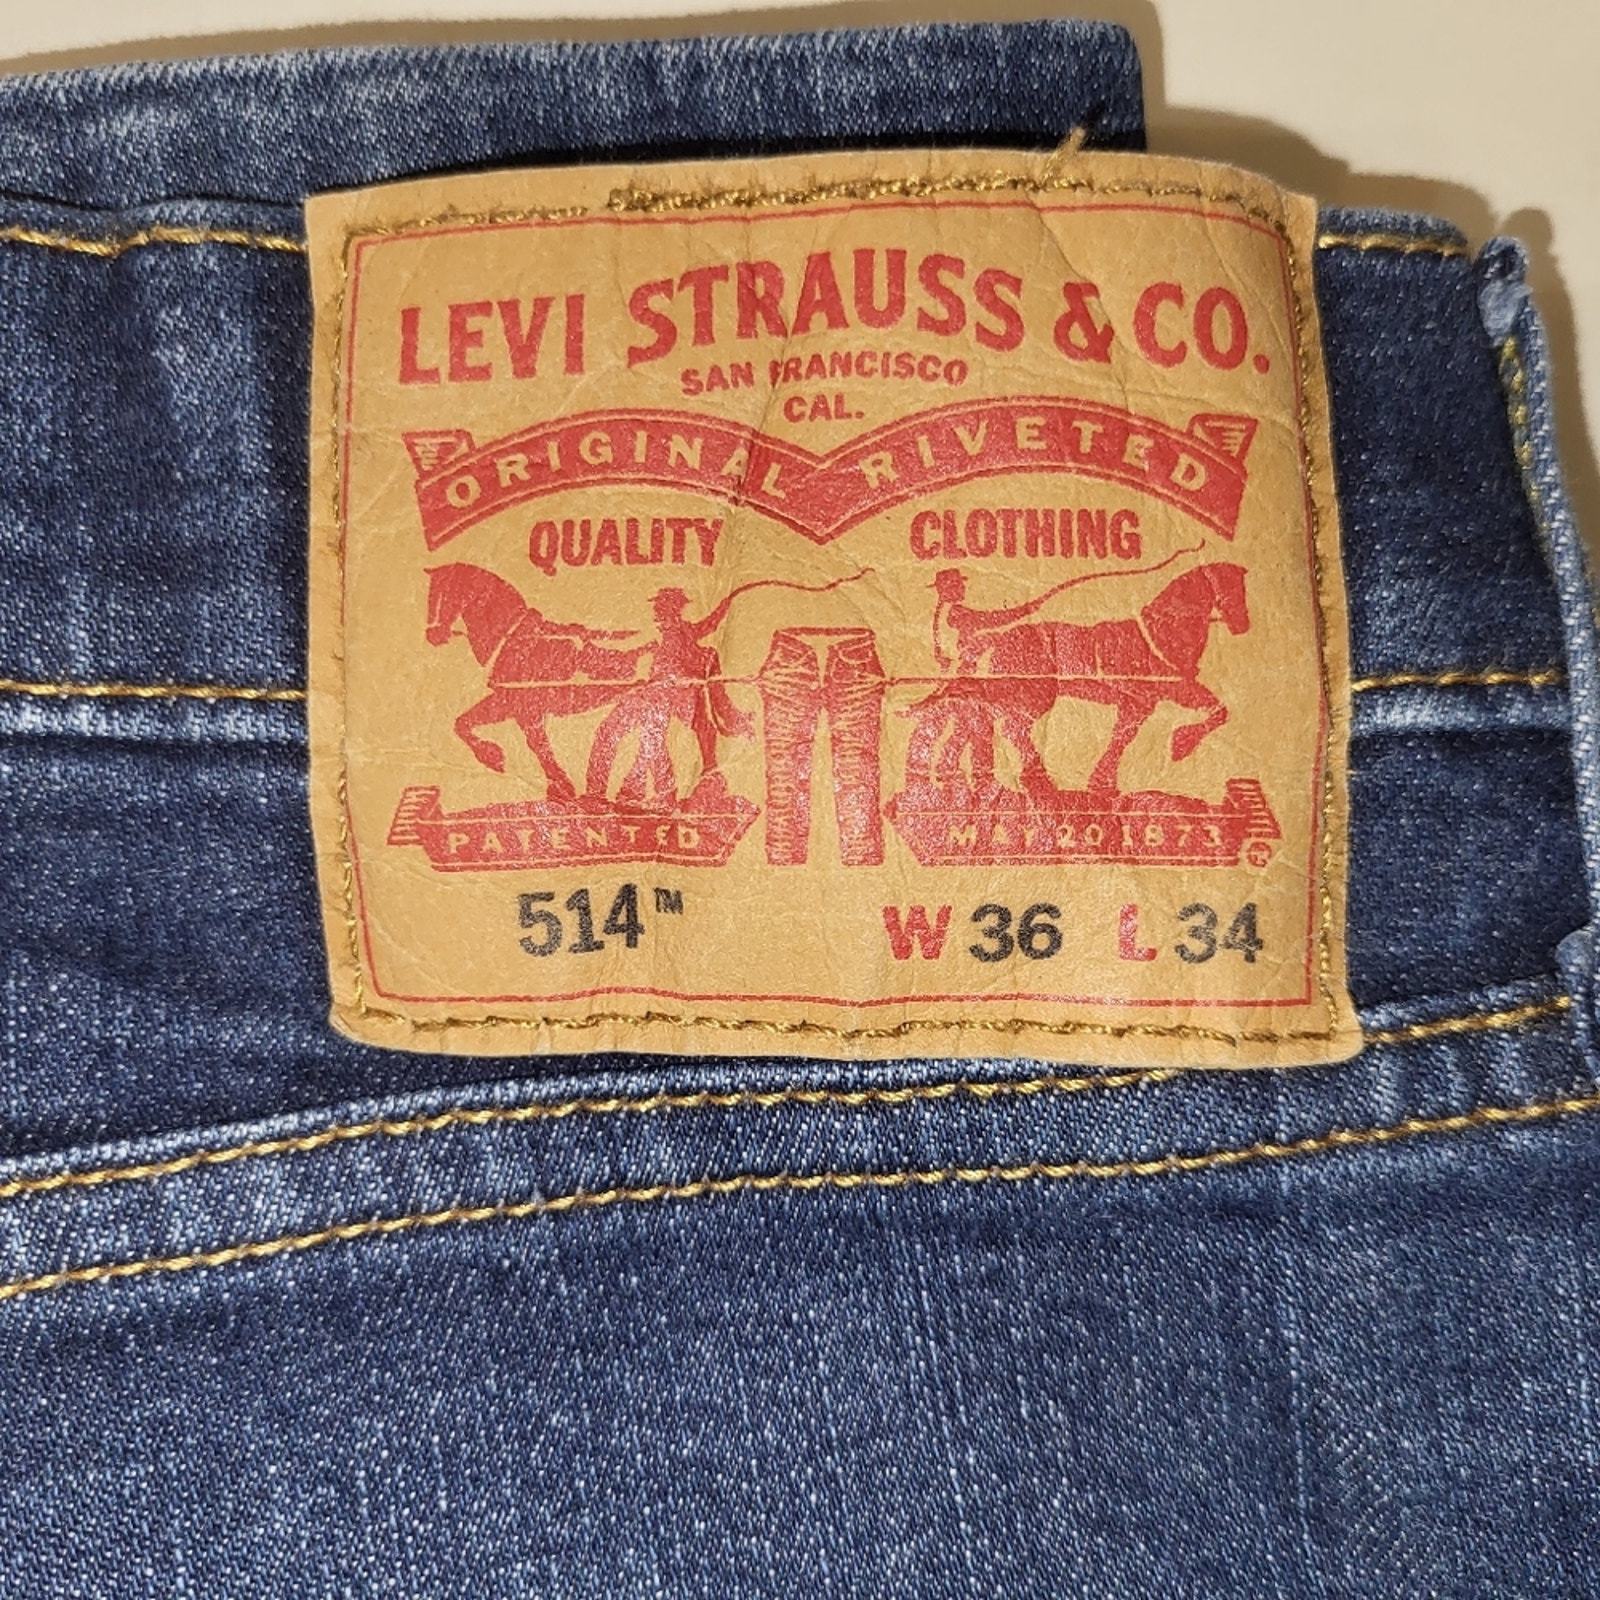 LEVI STRAUSS & CO.
SAN FRANCISCO
CAL.
ORIGINAL RIVETED
QUALITY CLOTHING
PATENTED MAY 20 1873 ®
514™ W 36 L 34